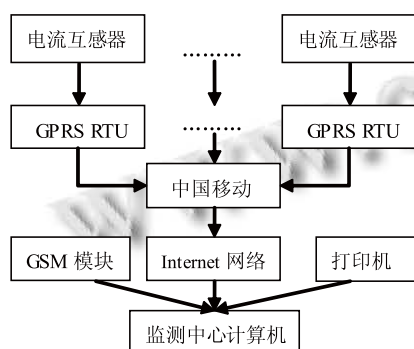 电流互感器 ········· 电流互感器
GPRS RTU ········· GPRS RTU
中国移动
GSM 模块 Internet 网络 打印机
监测中心计算机